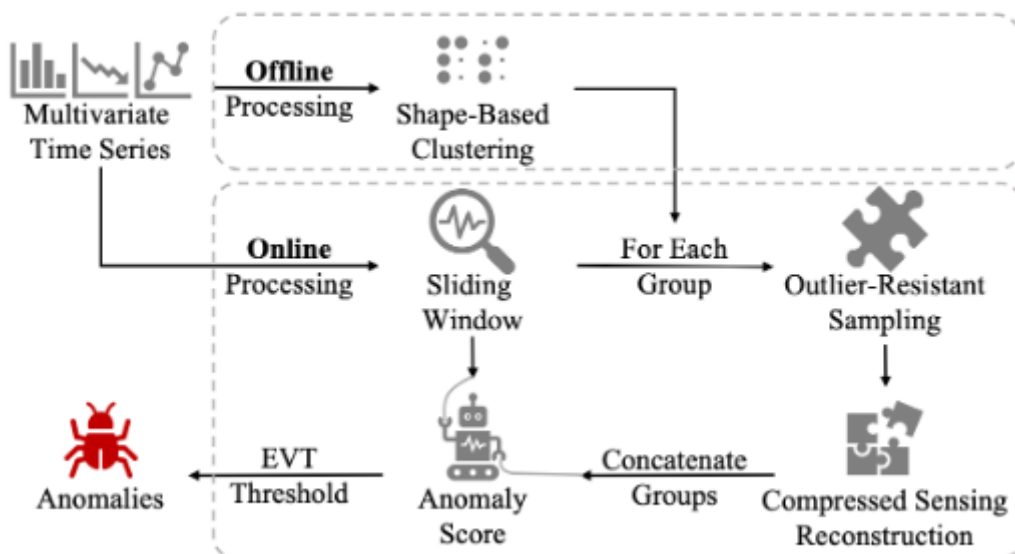 Offline
Processing
Multivariate
Time Series
Shape-Based
Clustering
Online
Processing
Sliding
Window
For Each
Group
Outlier-Resistant
Sampling
Anomalies
EVT
Threshold
Anomaly
Score
Concatenate
Groups
Compressed Sensing
Reconstruction